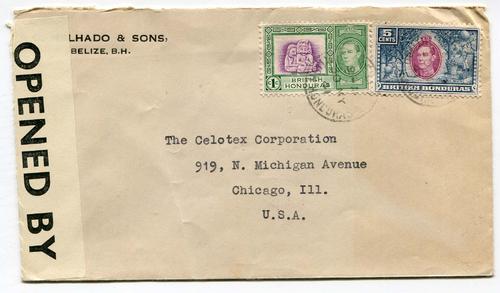 LHADO & SONS,
BELIZE, B.H.
OPENED BY
1c
BRITISH
HONDURAS
5
CENTS
BRITISH HONDURAS
The Celotex Corporation
919, N. Michigan Avenue
Chicago, Ill.
U.S.A.